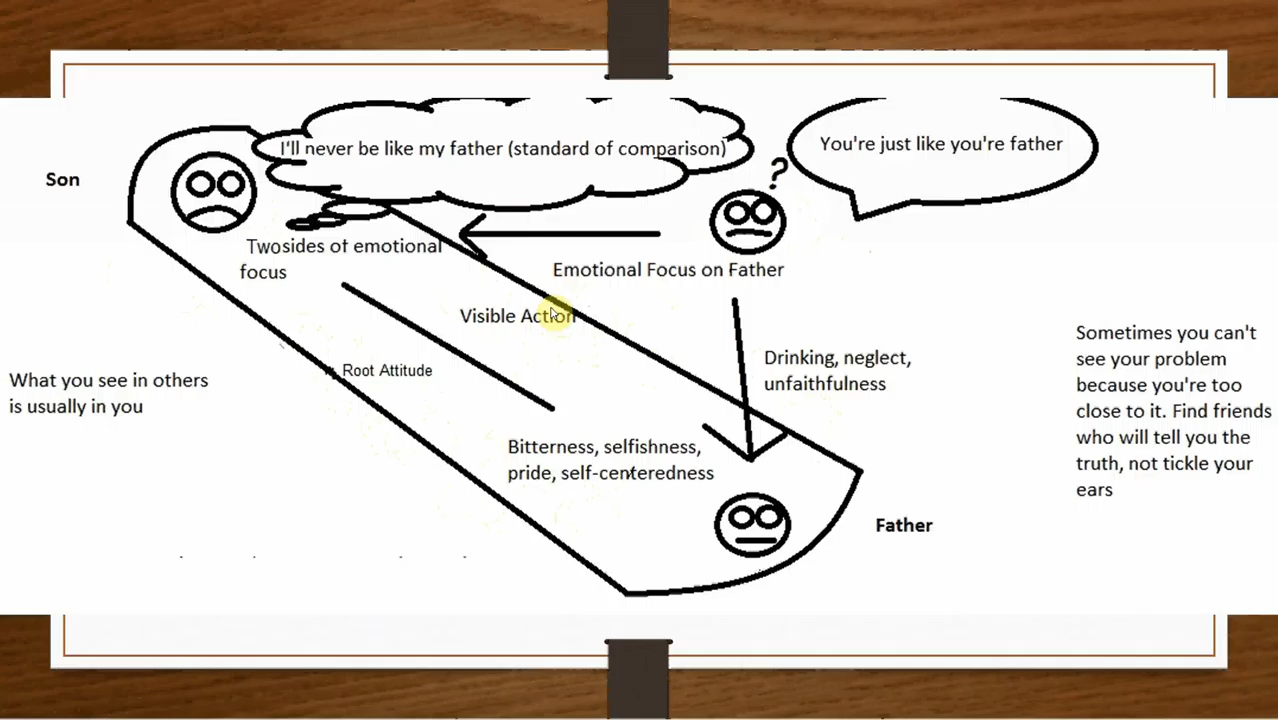 I'll never be like my father (standard of comparison)
You're just like you're father
?
Son
Two sides of emotional
focus
Emotional Focus on Father
Visible Action
Root Attitude
Drinking, neglect,
unfaithfulness
What you see in others
is usually in you
Bitterness, selfishness,
pride, self-centeredness
Sometimes you can't
see your problem
because you're too
close to it. Find friends
who will tell you the
truth, not tickle your
ears
Father